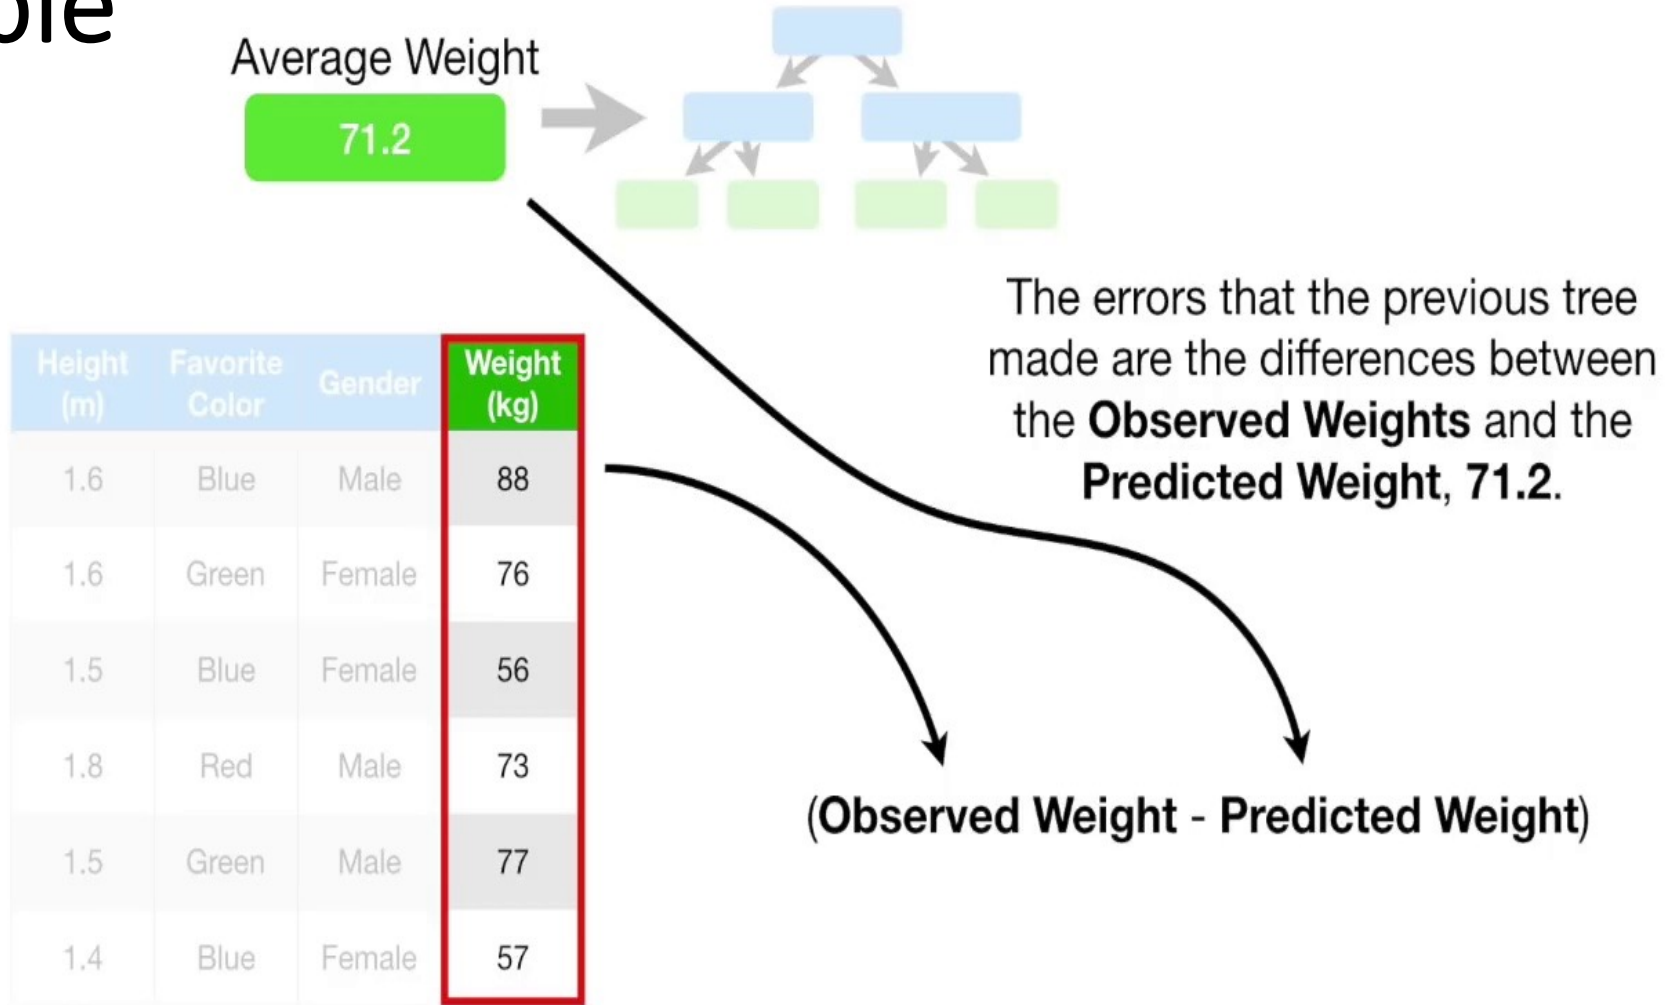 Average Weight
71.2
The errors that the previous tree
made are the differences between
the Observed Weights and the
Predicted Weight, 71.2.
Height (m) Favorite Color Gender Weight (kg)
1.6 Blue Male 88
1.6 Green Female 76
1.5 Blue Female 56
1.8 Red Male 73
1.5 Green Male 77
1.4 Blue Female 57
(Observed Weight - Predicted Weight)